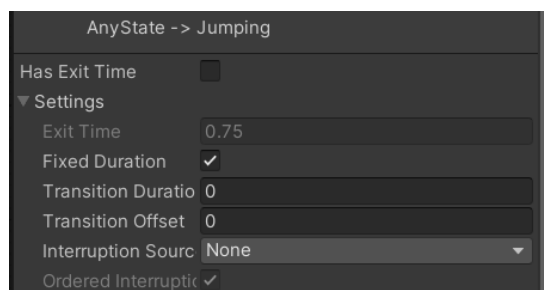 AnyState -> Jumping
Has Exit Time
Settings
Exit Time 0.75
Fixed Duration
Transition Duratio 0
Transition Offset 0
Interruption Sourc None
Ordered Interruptic